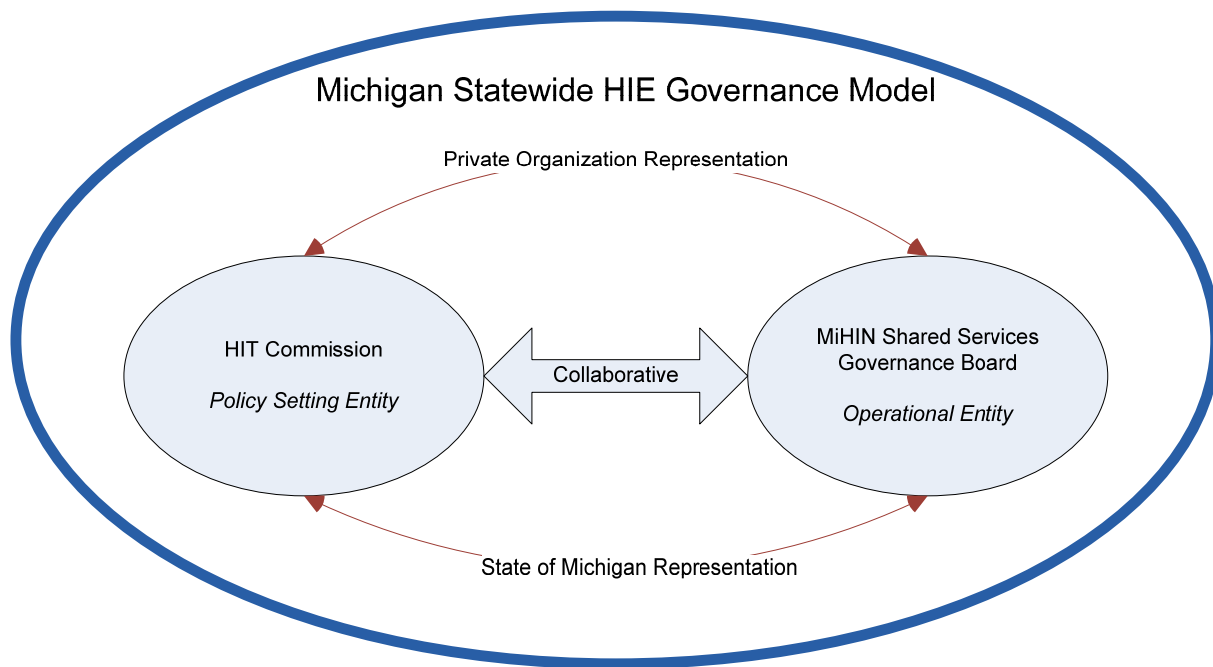 Michigan Statewide HIE Governance Model
Private Organization Representation
HIT Commission
Policy Setting Entity
Collaborative
MiHIN Shared Services
Governance Board
Operational Entity
State of Michigan Representation